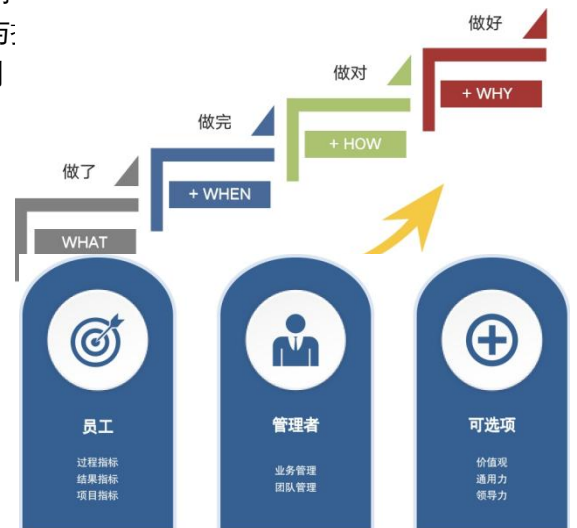 做好
+ WHY
做对
+ HOW
做完
+ WHEN
做了
WHAT
员工
过程指标
结果指标
项目指标
管理者
业务管理
团队管理
可选项
价值观
通用力
领导力